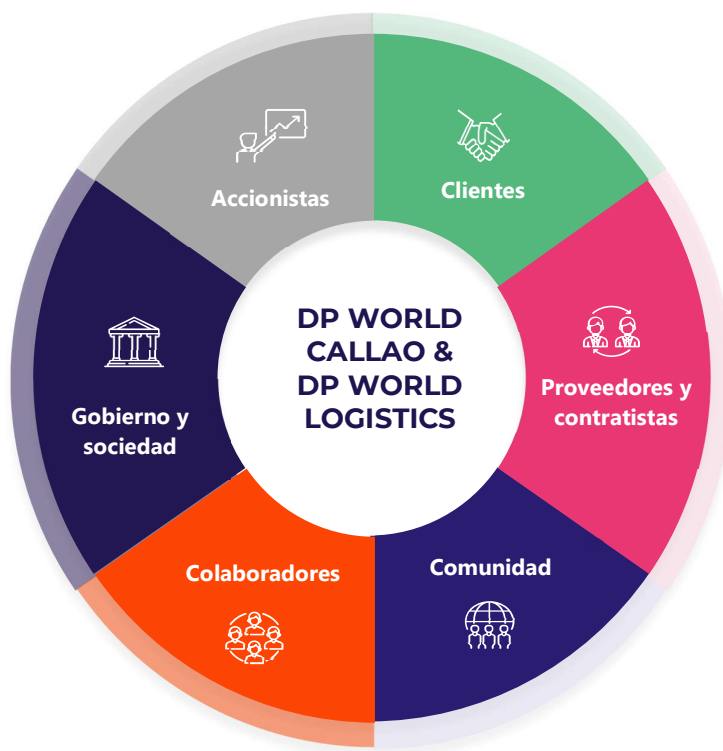 Accionistas
Clientes
DP WORLD
CALLAO &
DP WORLD
LOGISTICS
Proveedores y
contratistas
Gobierno y
sociedad
Colaboradores
Comunidad